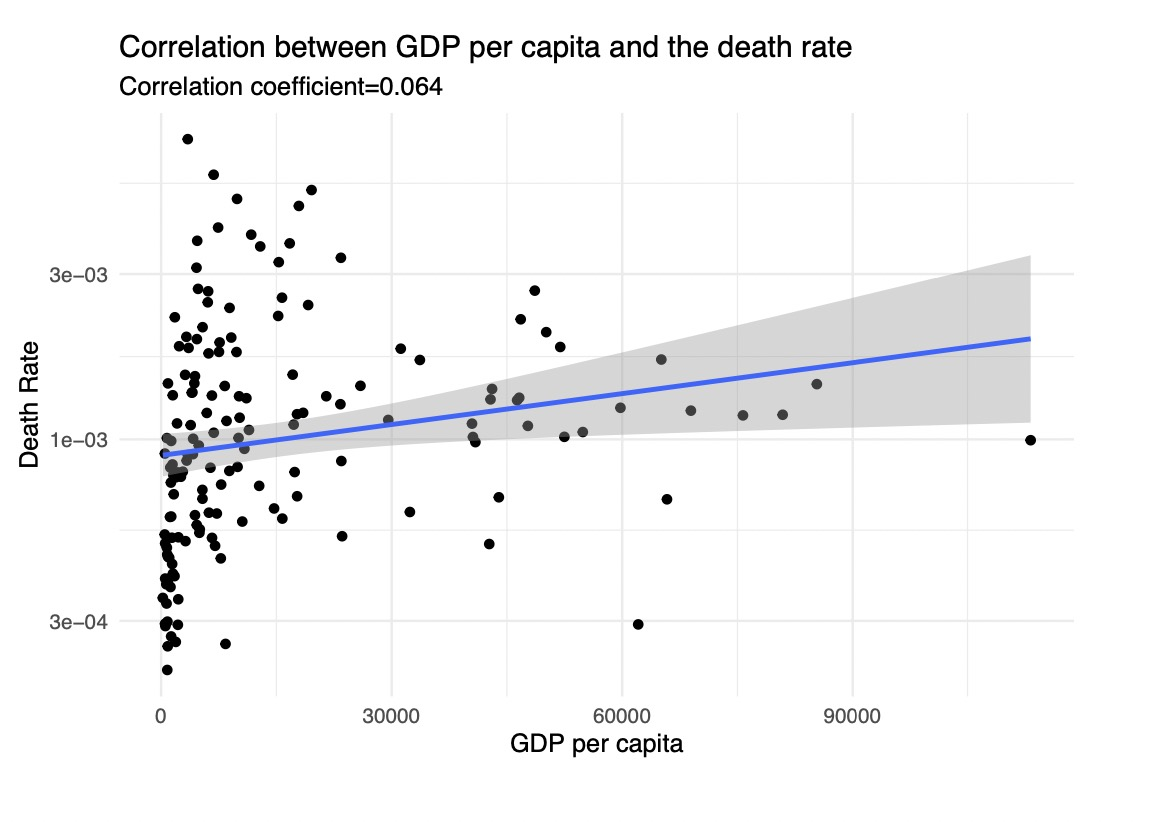 Correlation between GDP per capita and the death rate
Correlation coefficient=0.064
Death Rate
3e-03
1e-03
3e-04
0 30000 60000 90000
GDP per capita